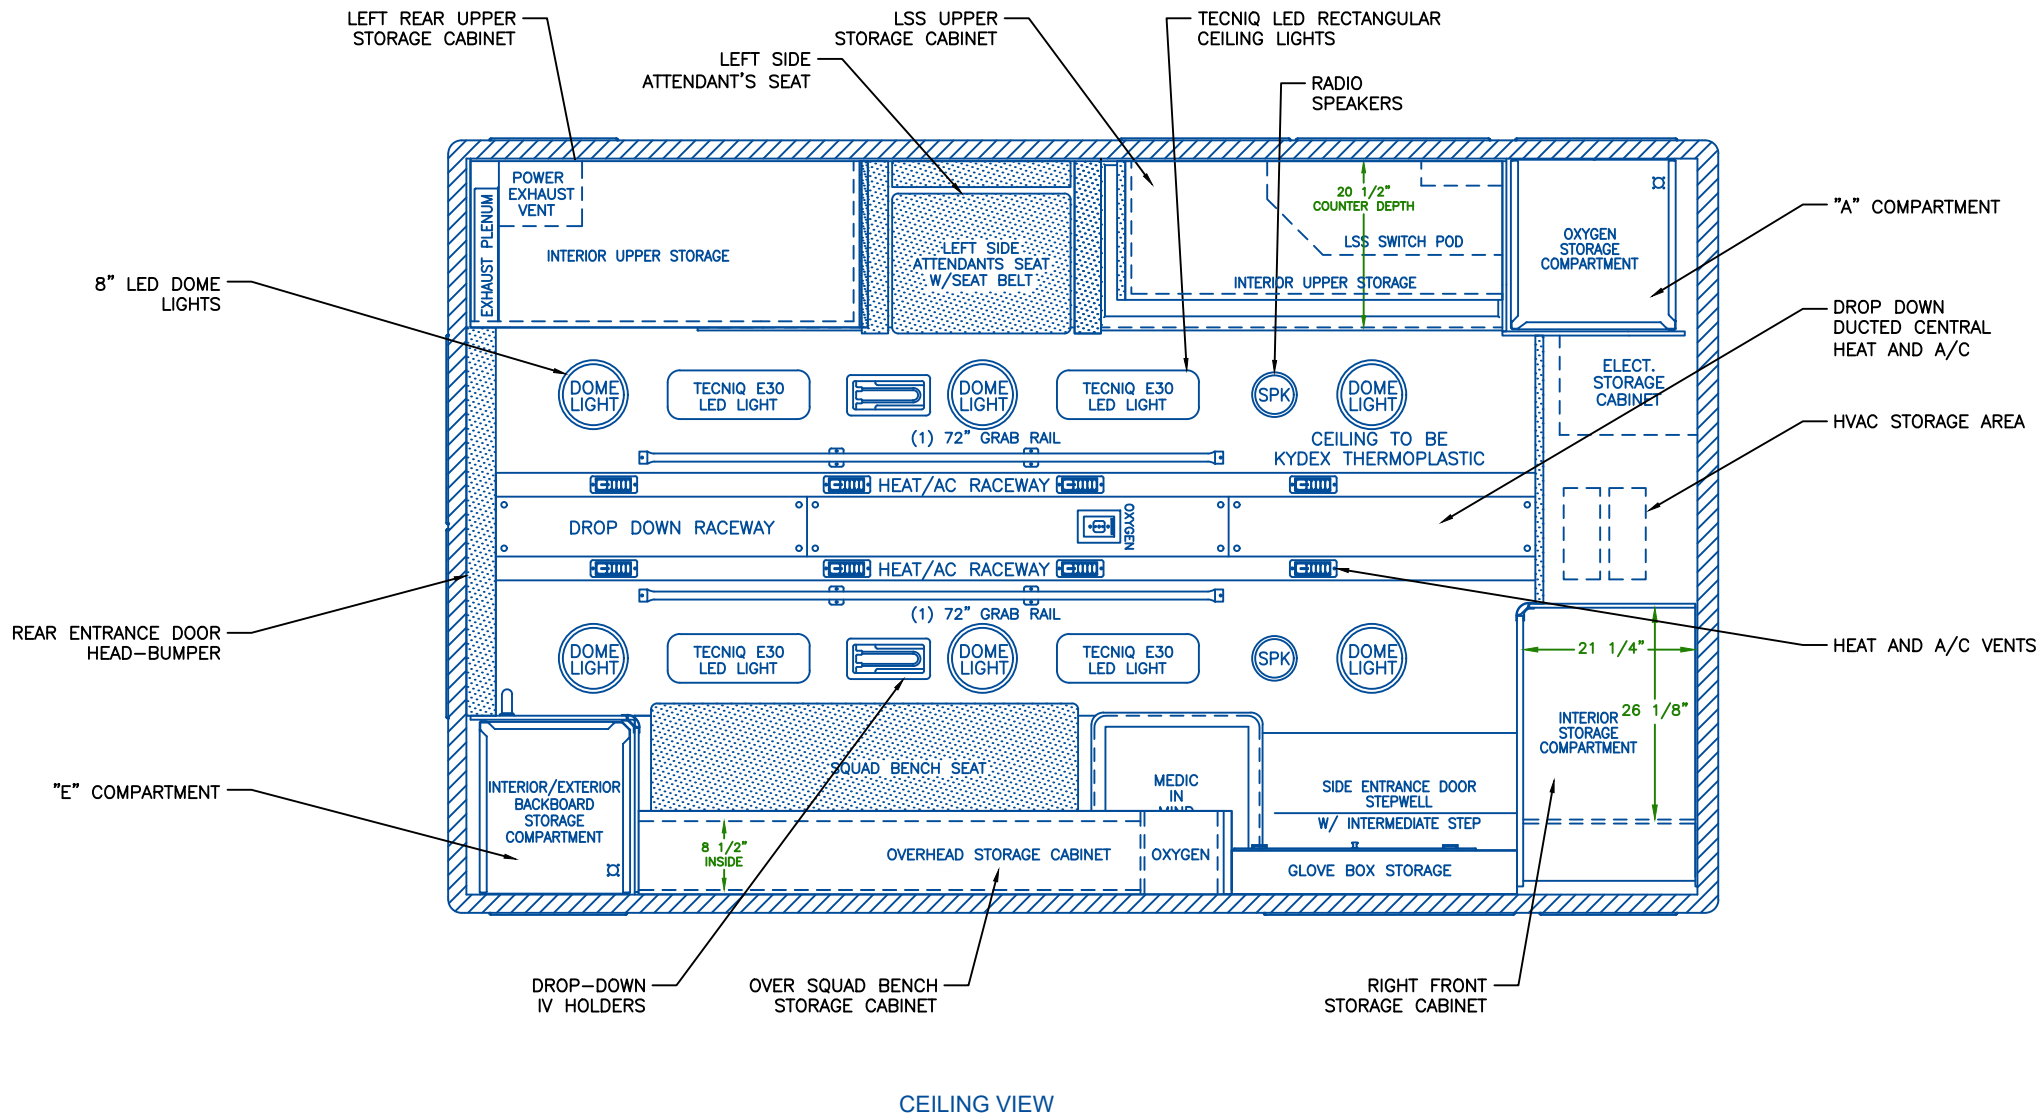 LEFT REAR UPPER
STORAGE CABINET
LEFT SIDE
ATTENDANT'S SEAT
LSS UPPER
STORAGE CABINET
TECNIQ LED RECTANGULAR
CEILING LIGHTS
RADIO
SPEAKERS
8" LED DOME
LIGHTS
REAR ENTRANCE DOOR
HEAD-BUMPER
"E" COMPARTMENT
POWER
EXHAUST
VENT
EXHAUST PLENUM
INTERIOR UPPER STORAGE
LEFT SIDE
ATTENDANTS SEAT
W/SEAT BELT
20 1/2"
COUNTER DEPTH
LSS SWITCH POD
INTERIOR UPPER STORAGE
OXYGEN
STORAGE
COMPARTMENT
"A" COMPARTMENT
DROP DOWN
DUCTED CENTRAL
HEAT AND A/C
HVAC STORAGE AREA
HEAT AND A/C VENTS
ELECT.
STORAGE
CABINET
DOME
LIGHT
TECNIQ E30
LED LIGHT
DOME
LIGHT
TECNIQ E30
LED LIGHT
SPK
DOME
LIGHT
(1) 72" GRAB RAIL
CEILING TO BE
KYDEX THERMOPLASTIC
HEAT/AC RACEWAY
DROP DOWN RACEWAY
OXYGEN
HEAT/AC RACEWAY
(1) 72" GRAB RAIL
DOME
LIGHT
TECNIQ E30
LED LIGHT
DOME
LIGHT
TECNIQ E30
LED LIGHT
SPK
DOME
LIGHT
21 1/4"
26 1/8"
INTERIOR
STORAGE
COMPARTMENT
INTERIOR/EXTERIOR
BACKBOARD
STORAGE
COMPARTMENT
SQUAD BENCH SEAT
MEDIC
IN
MIND
SIDE ENTRANCE DOOR
STEPWELL
W/ INTERMEDIATE STEP
8 1/2"
INSIDE
OVERHEAD STORAGE CABINET
OXYGEN
GLOVE BOX STORAGE
DROP-DOWN
IV HOLDERS
OVER SQUAD BENCH
STORAGE CABINET
RIGHT FRONT
STORAGE CABINET
CEILING VIEW